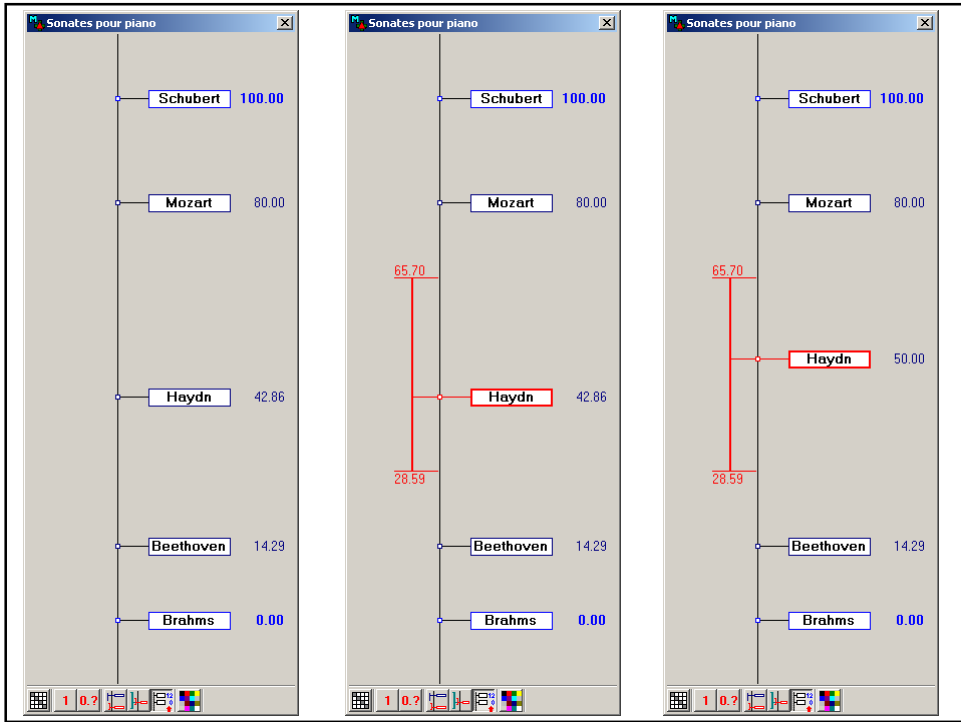 Sonates pour piano
Schubert 100.00
Mozart 80.00
Haydn 42.86
Beethoven 14.29
Brahms 0.00
1 0.?
Sonates pour piano
Schubert 100.00
Mozart 80.00
65.70
Haydn 42.86
28.59
Beethoven 14.29
Brahms 0.00
1 0.?
Sonates pour piano
Schubert 100.00
Mozart 80.00
65.70
Haydn 50.00
28.59
Beethoven 14.29
Brahms 0.00
1 0.?